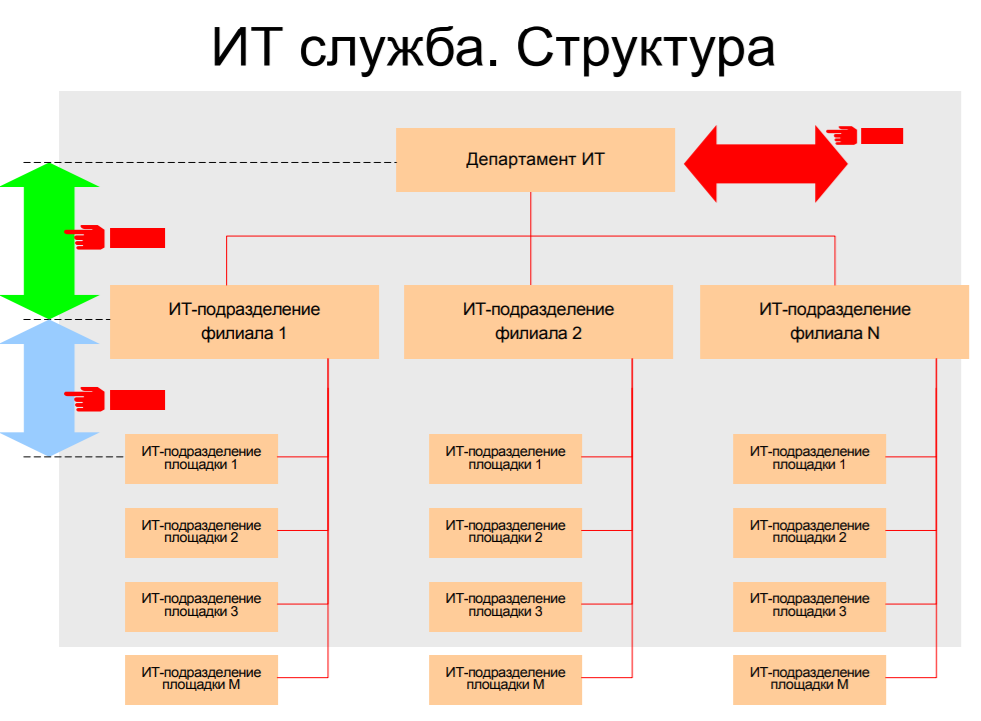 ИТ служба. Структура
Департамент ИТ
ИТ-подразделение
филиала 1
ИТ-подразделение
филиала 2
ИТ-подразделение
филиала N
ИТ-подразделение
площадки 1
ИТ-подразделение
площадки 1
ИТ-подразделение
площадки 1
ИТ-подразделение
площадки 2
ИТ-подразделение
площадки 2
ИТ-подразделение
площадки 2
ИТ-подразделение
площадки 3
ИТ-подразделение
площадки 3
ИТ-подразделение
площадки 3
ИТ-подразделение
площадки М
ИТ-подразделение
площадки М
ИТ-подразделение
площадки М